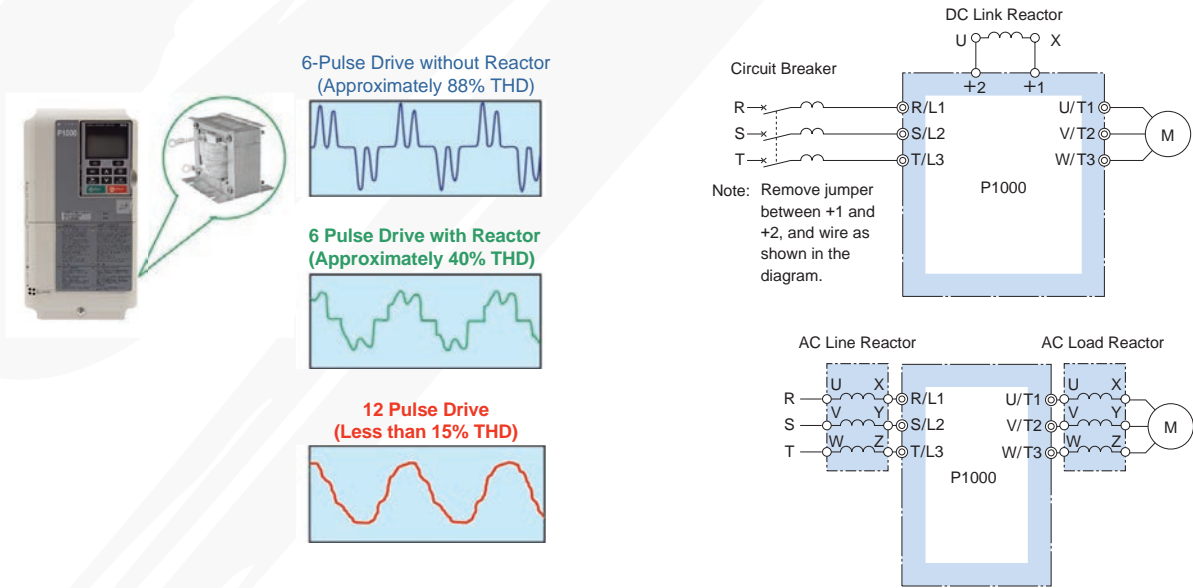 6-Pulse Drive without Reactor
(Approximately 88% THD)
P1000
6 Pulse Drive with Reactor
(Approximately 40% THD)
12 Pulse Drive
(Less than 15% THD)
DC Link Reactor
U X
Circuit Breaker
+2 +1
R R/L1 U/T1
S S/L2 V/T2 M
T T/L3 W/T3
P1000
Note: Remove jumper
between +1 and
+2, and wire as
shown in the
diagram.
AC Line Reactor AC Load Reactor
U X U X
R R/L1 U/T1
V Y V Y
S S/L2 V/T2 M
W Z W Z
T T/L3 W/T3
P1000